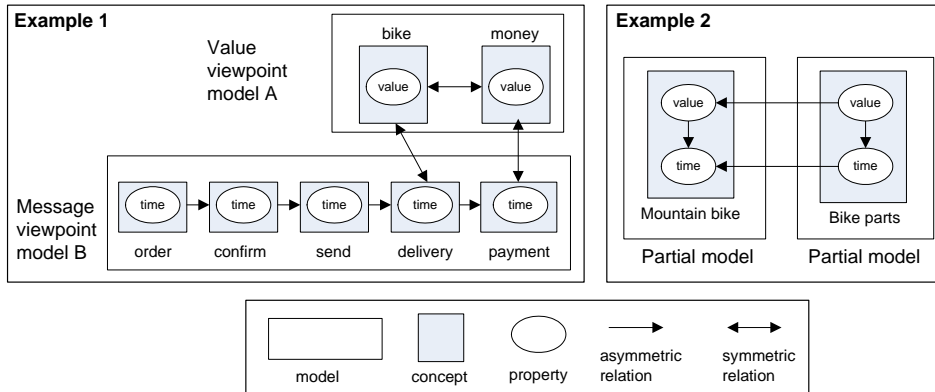 Example 1
Value
viewpoint
model A
bike money
value value
Message
viewpoint
model B
time time time time time
order confirm send delivery payment
Example 2
value value
time time
Mountain bike Bike parts
Partial model Partial model
model concept property asymmetric
relation symmetric
relation